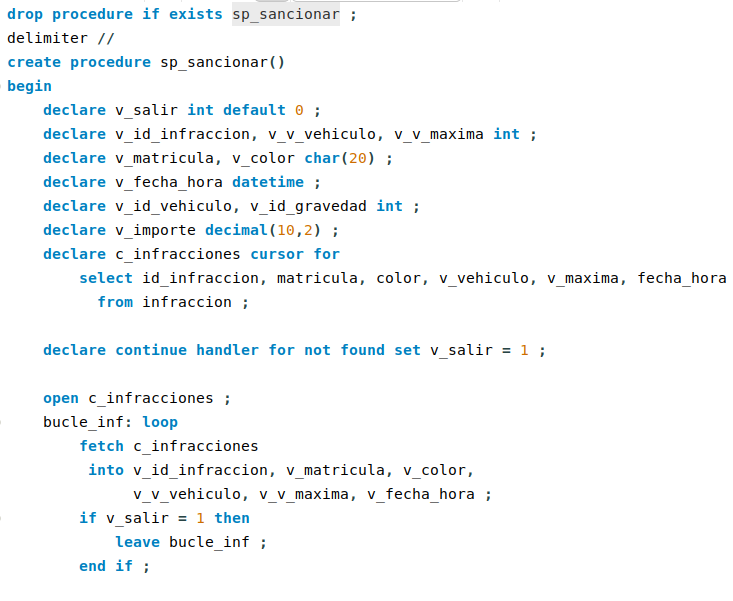 drop procedure if exists sp_sancionar ;
delimiter //
create procedure sp_sancionar()
begin
    declare v_salir int default 0 ;
    declare v_id_infraccion, v_v_vehiculo, v_v_maxima int ;
    declare v_matricula, v_color char(20) ;
    declare v_fecha_hora datetime ;
    declare v_id_vehiculo, v_id_gravedad int ;
    declare v_importe decimal(10,2) ;
    declare c_infracciones cursor for
        select id_infraccion, matricula, color, v_vehiculo, v_maxima, fecha_hora
          from infraccion ;

    declare continue handler for not found set v_salir = 1 ;

    open c_infracciones ;
    bucle_inf: loop
        fetch c_infracciones
         into v_id_infraccion, v_matricula, v_color,
              v_v_vehiculo, v_v_maxima, v_fecha_hora ;
        if v_salir = 1 then
            leave bucle_inf ;
        end if ;